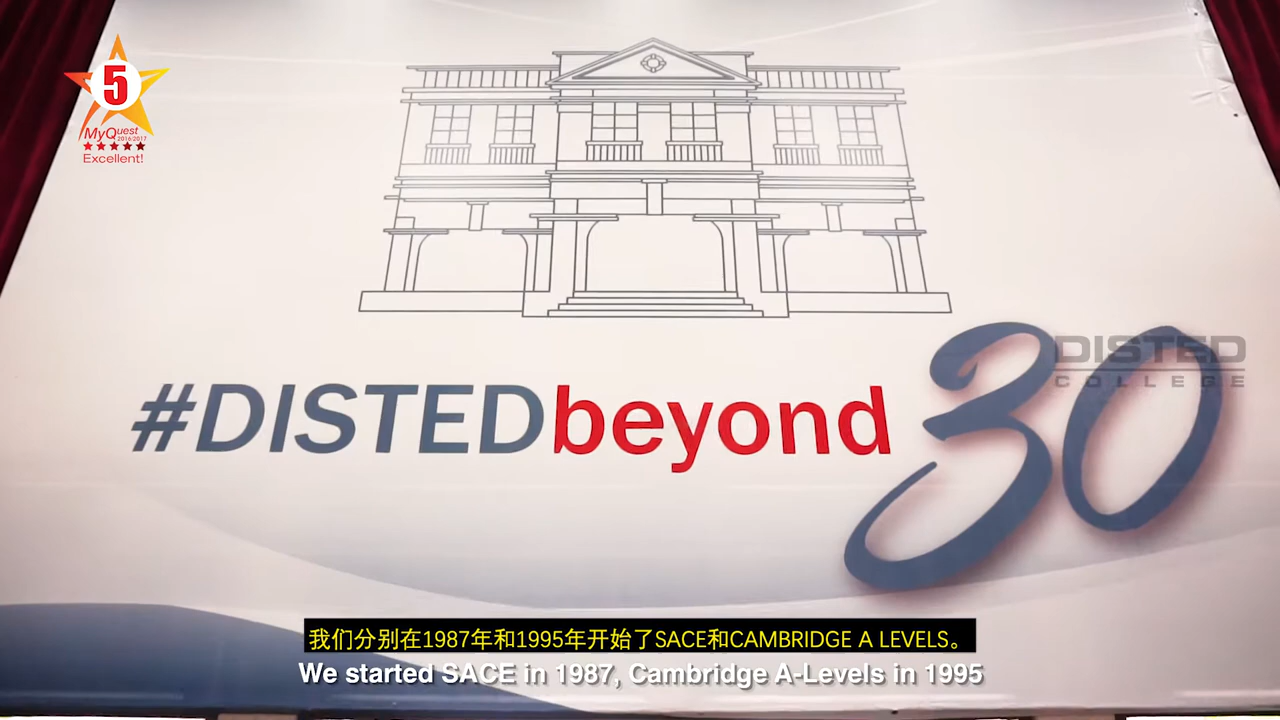 5
MyQuest
2016-2017
Excellent!
#DISTEDbeyond 30
DISTED
COLLEGE
我们分别在1987年和1995年开始了SACE和CAMBRIDGE A LEVELS。
We started SACE in 1987, Cambridge A-Levels in 1995